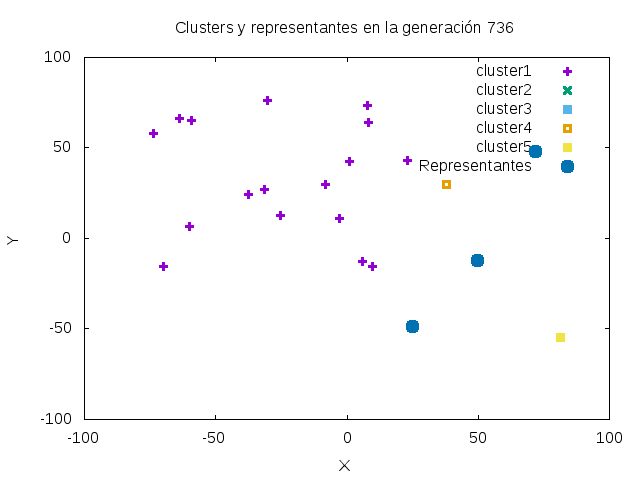 Clusters y representantes en la generación 736
100
50
0
-50
-100
Y
cluster1
cluster2
cluster3
cluster4
cluster5
Representantes
-100
-50
0
50
100
X